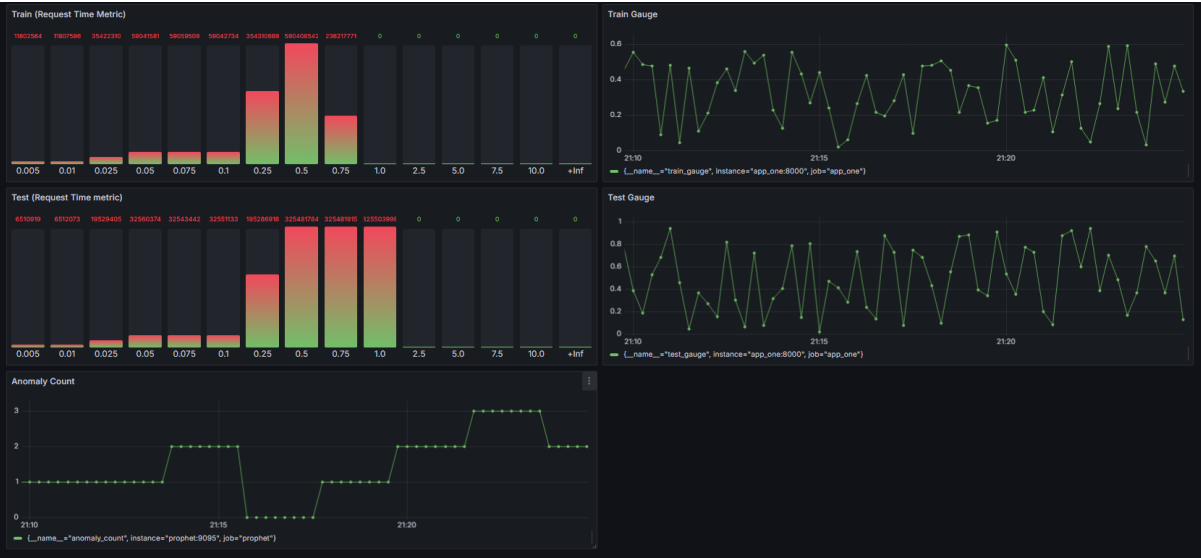 Train (Request Time Metric)
11802564 11807586 35422310 59041581 59059509 59042734 354310888 590408542 236217771 0 0 0 0 0
0.005 0.01 0.025 0.05 0.075 0.1 0.25 0.5 0.75 1.0 2.5 5.0 7.5 10.0 +Inf
Train Gauge
0.6
0.4
0.2
0
21:10 21:15 21:20
{__name__="train_gauge", instance="app_one:8000", job="app_one"}
Test (Request Time metric)
6510919 6512073 19529405 32560374 32543442 32551133 195286918 325481784 325481915 0 0 0 0 0
0.005 0.01 0.025 0.05 0.075 0.1 0.25 0.5 0.75 1.0 2.5 5.0 7.5 10.0 +Inf
Test Gauge
1
0.8
0.6
0.4
0.2
0
21:10 21:15 21:20
{__name__="test_gauge", instance="app_one:8000", job="app_one"}
Anomaly Count
3
2
1
0
21:10 21:15 21:20
{__name__="anomaly_count", instance="prophet:9095", job="prophet"}